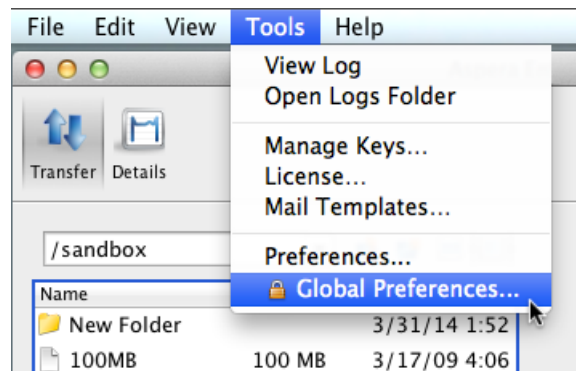 File Edit View Tools Help
View Log
Open Logs Folder
Transfer Details
Manage Keys...
License...
Mail Templates...
/sandbox
Preferences...
Name
Global Preferences...
New Folder 3/31/14 1:52
100MB 100 MB 3/17/09 4:06